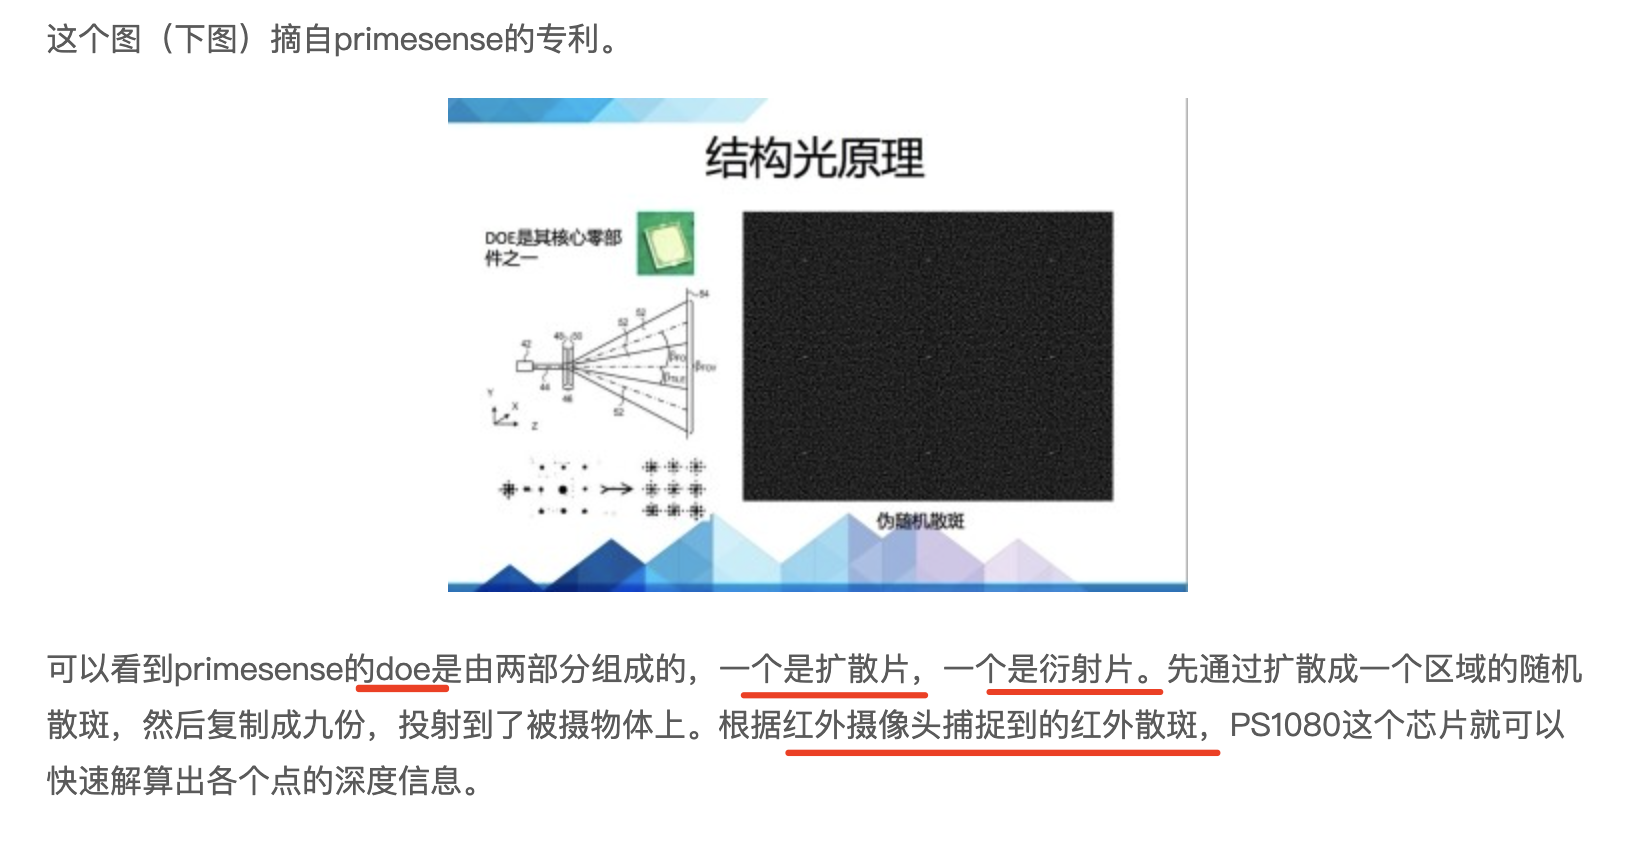 这个图（下图）摘自primesense的专利。
结构光原理
DOE是其核心零部
件之一
54
52
52
48
50
42
βFO
βFOV
βTILE
44
46
52
Y
X
Z
伪随机散斑
可以看到primesense的doe是由两部分组成的，一个是扩散片，一个是衍射片。先通过扩散成一个区域的随机
散斑，然后复制成九份，投射到了被摄物体上。根据红外摄像头捕捉到的红外散斑，PS1080这个芯片就可以
快速解算出各个点的深度信息。